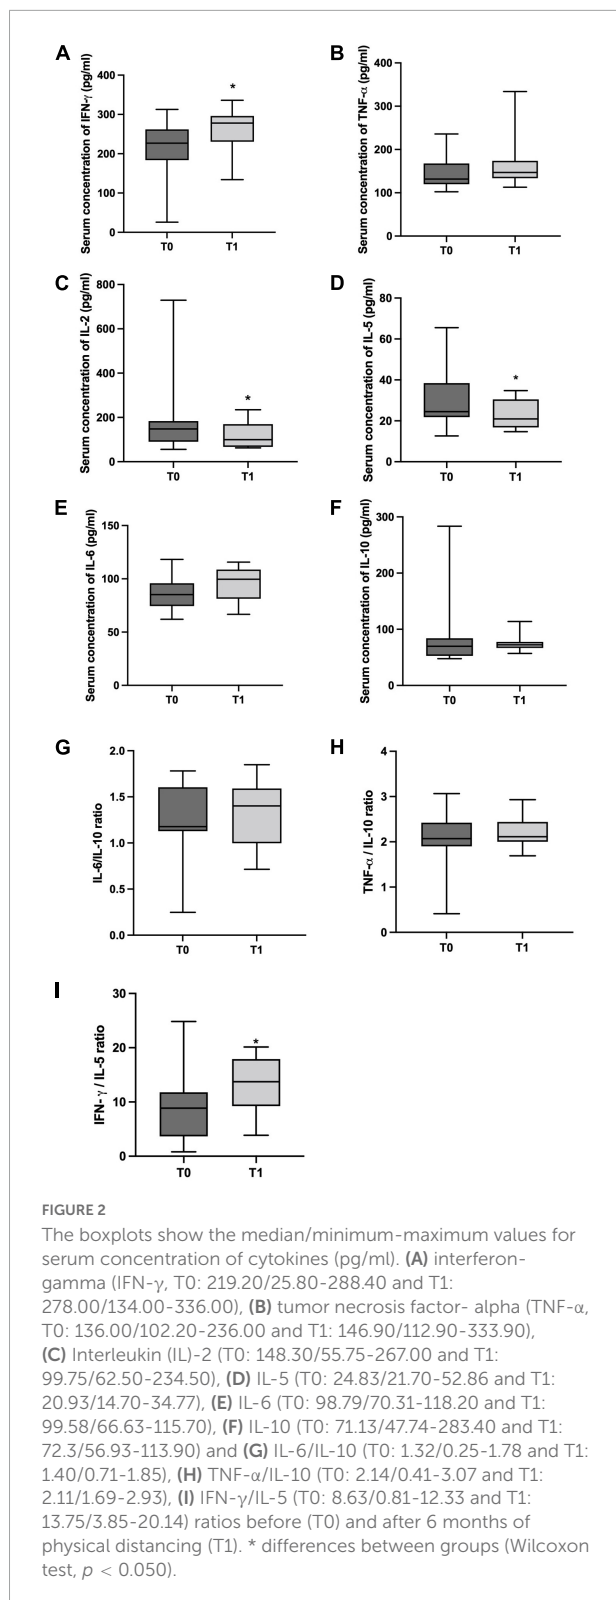 A
Serum concentration of IFN-γ (pg/ml)
400
300
200
100
0
*
T0
T1
B
Serum concentration of TNF-α (pg/ml)
400
300
200
100
0
T0
T1
C
Serum concentration of IL-2 (pg/ml)
800
600
400
200
0
*
T0
T1
D
Serum concentration of IL-5 (pg/ml)
80
60
40
20
0
*
T0
T1
E
Serum concentration of IL-6 (pg/ml)
150
100
50
0
T0
T1
F
Serum concentration of IL-10 (pg/ml)
300
200
100
0
T0
T1
G
IL-6/IL-10 ratio
2.0
1.5
1.0
0.5
0.0
T0
T1
H
TNF-α / IL-10 ratio
4
3
2
1
0
T0
T1
I
IFN- γ / IL-5 ratio
30
20
10
0
*
T0
T1
FIGURE 2
The boxplots show the median/minimum-maximum values for
serum concentration of cytokines (pg/ml). (A) interferon-
gamma (IFN-γ, T0: 219.20/25.80-288.40 and T1:
278.00/134.00-336.00), (B) tumor necrosis factor- alpha (TNF-α,
T0: 136.00/102.20-236.00 and T1: 146.90/112.90-333.90),
(C) Interleukin (IL)-2 (T0: 148.30/55.75-267.00 and T1:
99.75/62.50-234.50), (D) IL-5 (T0: 24.83/21.70-52.86 and T1:
20.93/14.70-34.77), (E) IL-6 (T0: 98.79/70.31-118.20 and T1:
99.58/66.63-115.70), (F) IL-10 (T0: 71.13/47.74-283.40 and T1:
72.3/56.93-113.90) and (G) IL-6/IL-10 (T0: 1.32/0.25-1.78 and T1:
1.40/0.71-1.85), (H) TNF-α/IL-10 (T0: 2.14/0.41-3.07 and T1:
2.11/1.69-2.93), (I) IFN-γ/IL-5 (T0: 8.63/0.81-12.33 and T1:
13.75/3.85-20.14) ratios before (T0) and after 6 months of
physical distancing (T1). * differences between groups (Wilcoxon
test, p < 0.050).